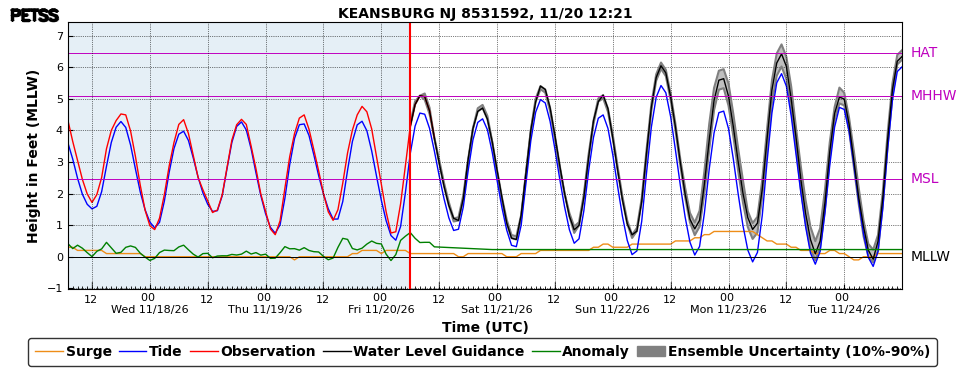 PETSS
KEANSBURG NJ 8531592, 11/20 12:21
Height in Feet (MLLW)
7
6
5
4
3
2
1
0
−1
HAT
MHHW
MSL
MLLW
12 00 12 00 12 00 12 00 12 00 12 00 12 00
Wed 11/18/26 Thu 11/19/26 Fri 11/20/26 Sat 11/21/26 Sun 11/22/26 Mon 11/23/26 Tue 11/24/26
Time (UTC)
Surge Tide Observation Water Level Guidance Anomaly Ensemble Uncertainty (10%-90%)